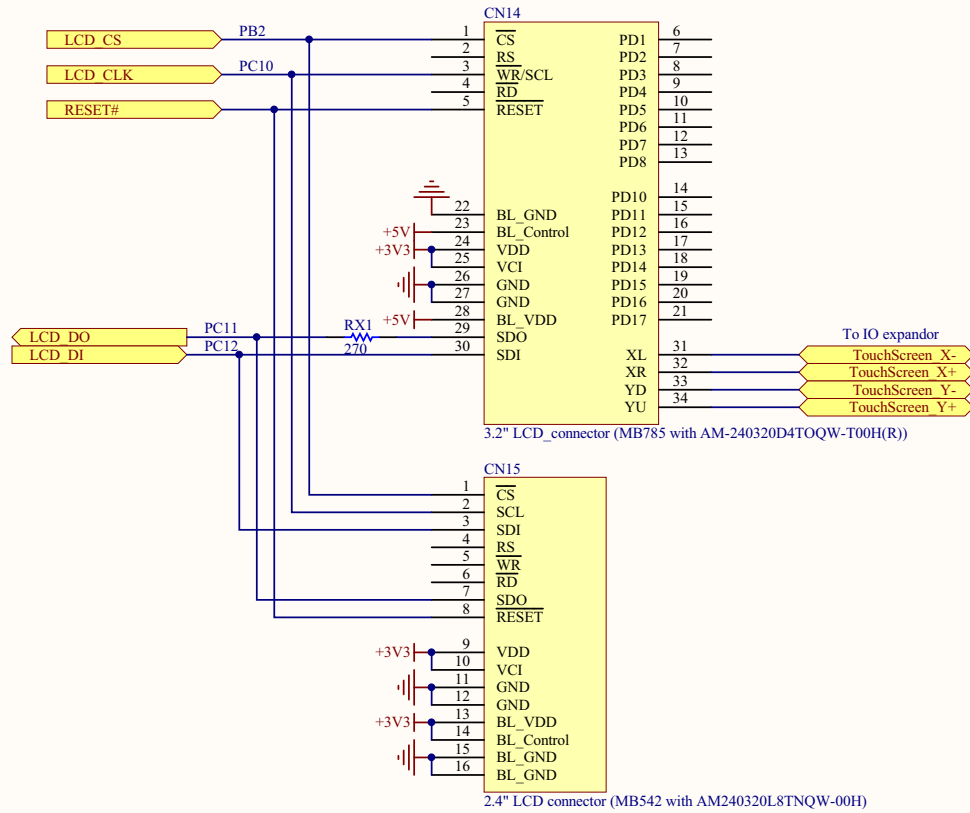 CN14
LCD_CS PB2 1 CS PD1 6
2 RS PD2 7
LCD_CLK PC10 3 WR/SCL PD3 8
4 RD PD4 9
RESET# 5 RESET PD5 10
PD6 11
PD7 12
PD8 13
PD10 14
22 BL_GND PD11 15
+5V 23 BL_Control PD12 16
+3V3 24 VDD PD13 17
25 VCI PD14 18
26 GND PD15 19
27 GND PD16 20
+5V 28 BL_VDD PD17 21
LCD_DO PC11 RX1 29 SDO
To IO expandor
LCD_DI PC12 270 30 SDI XL 31 TouchScreen_X-
XR 32 TouchScreen_X+
YD 33 TouchScreen_Y-
YU 34 TouchScreen_Y+
3.2" LCD_connector (MB785 with AM-240320D4TOQW-T00H(R))
CN15
1 CS
2 SCL
3 SDI
4 RS
5 WR
6 RD
7 SDO
8 RESET
+3V3 9 VDD
10 VCI
11 GND
12 GND
+3V3 13 BL_VDD
14 BL_Control
15 BL_GND
16 BL_GND
2.4" LCD connector (MB542 with AM240320L8TNQW-00H)